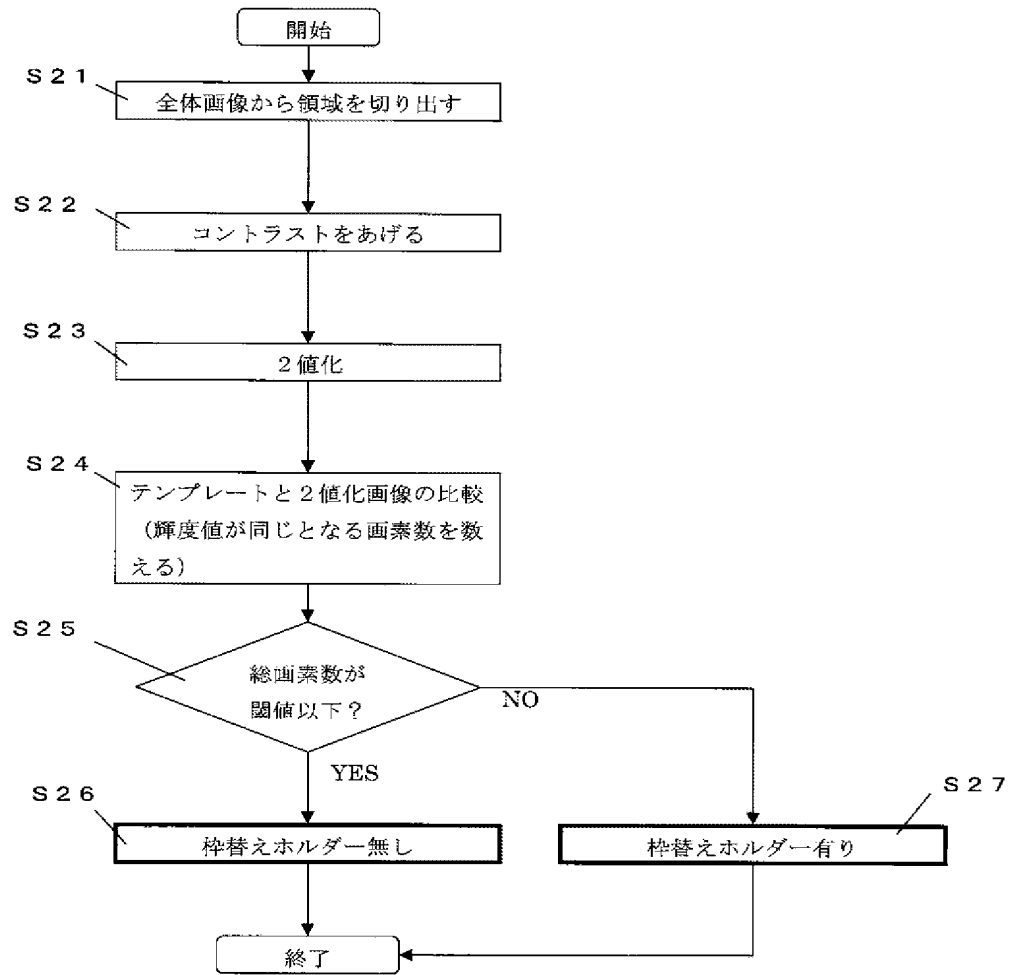 開始
S21
全体画像から領域を切り出す
S22
コントラストをあげる
S23
2値化
S24
テンプレートと2値化画像の比較
（輝度値が同じとなる画素数を数
える）
S25
総画素数が
閾値以下？
NO
YES
S26
枠替えホルダー無し
S27
枠替えホルダー有り
終了